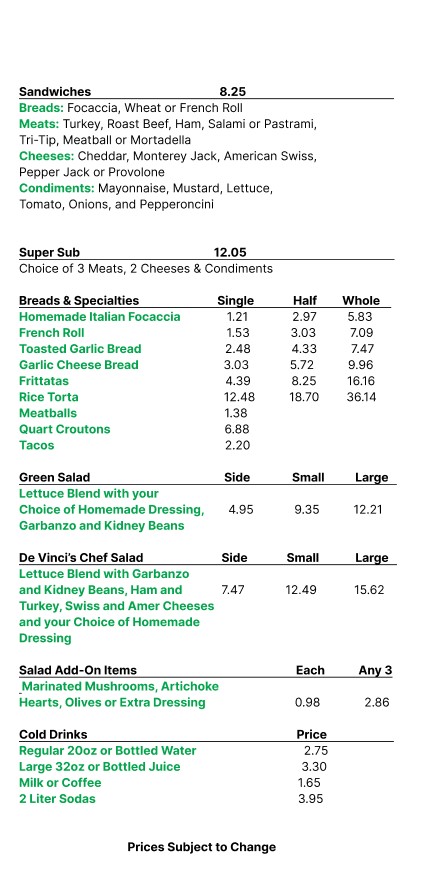 Sandwiches 8.25
Breads: Focaccia, Wheat or French Roll
Meats: Turkey, Roast Beef, Ham, Salami or Pastrami,
Tri-Tip, Meatball or Mortadella
Cheeses: Cheddar, Monterey Jack, American Swiss,
Pepper Jack or Provolone
Condiments: Mayonnaise, Mustard, Lettuce,
Tomato, Onions, and Pepperoncini
Super Sub 12.05
Choice of 3 Meats, 2 Cheeses & Condiments
Breads & Specialties Single Half Whole
Homemade Italian Focaccia 1.21 2.97 5.83
French Roll 1.53 3.03 7.09
Toasted Garlic Bread 2.48 4.33 7.47
Garlic Cheese Bread 3.03 5.72 9.96
Frittatas 4.39 8.25 16.16
Rice Torta 12.48 18.70 36.14
Meatballs 1.38
Quart Croutons 6.88
Tacos 2.20
Green Salad Side Small Large
Lettuce Blend with your
Choice of Homemade Dressing, 4.95 9.35 12.21
Garbanzo and Kidney Beans
De Vinci's Chef Salad Side Small Large
Lettuce Blend with Garbanzo
and Kidney Beans, Ham and 7.47 12.49 15.62
Turkey, Swiss and Amer Cheeses
and your Choice of Homemade
Dressing
Salad Add-On Items Each Any 3
Marinated Mushrooms, Artichoke
Hearts, Olives or Extra Dressing 0.98 2.86
Cold Drinks Price
Regular 20oz or Bottled Water 2.75
Large 32oz or Bottled Juice 3.30
Milk or Coffee 1.65
2 Liter Sodas 3.95
Prices Subject to Change